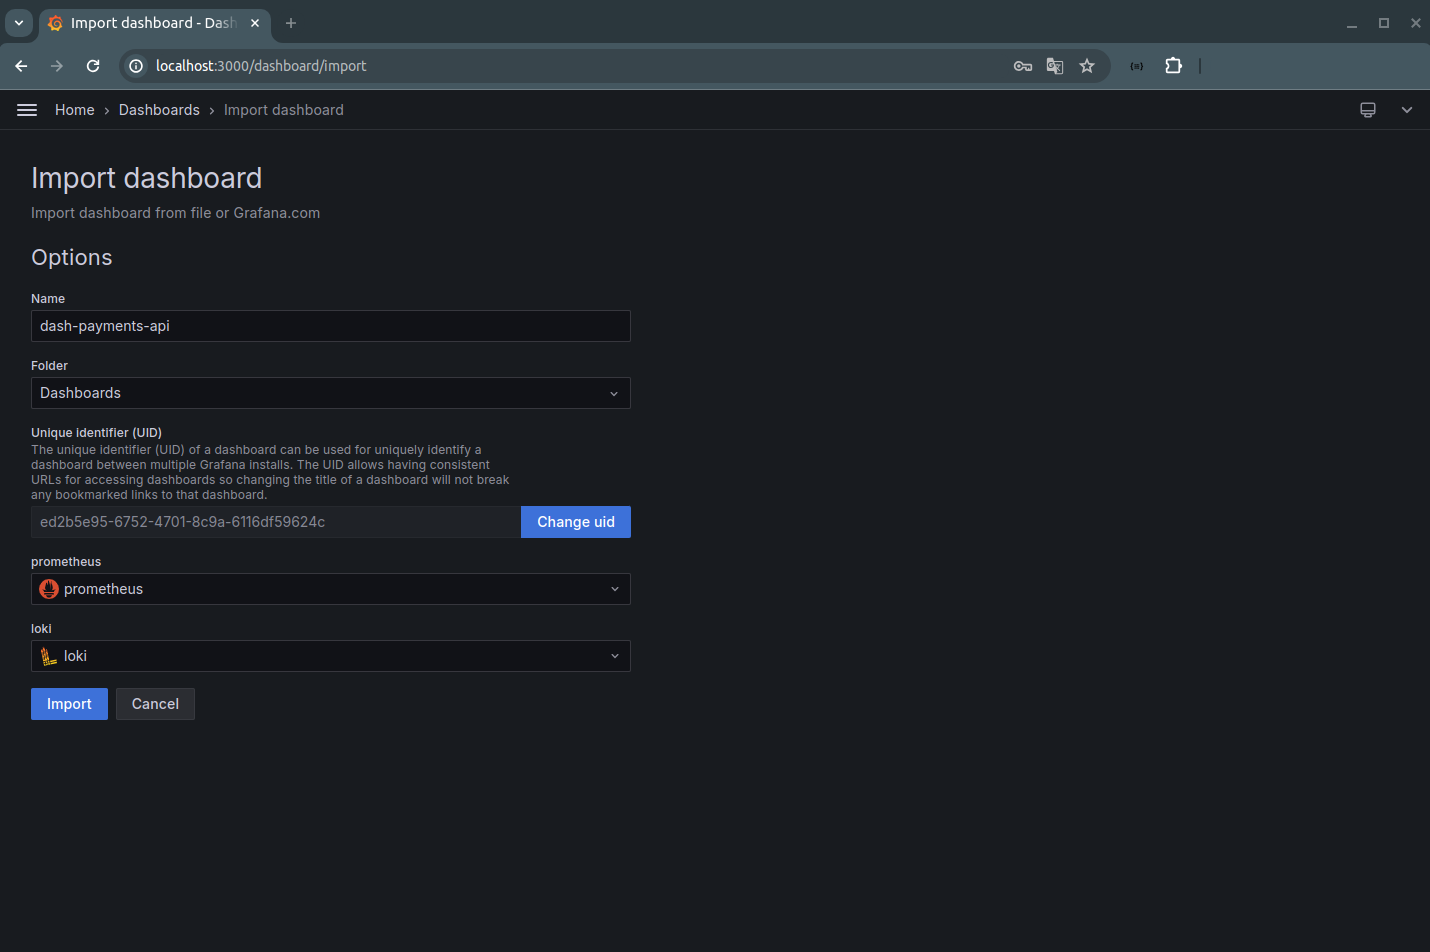 Import dashboard - Dash
localhost:3000/dashboard/import
Home › Dashboards › Import dashboard
Import dashboard
Import dashboard from file or Grafana.com
Options
Name
dash-payments-api
Folder
Dashboards
Unique identifier (UID)
The unique identifier (UID) of a dashboard can be used for uniquely identify a
dashboard between multiple Grafana installs. The UID allows having consistent
URLs for accessing dashboards so changing the title of a dashboard will not break
any bookmarked links to that dashboard.
ed2b5e95-6752-4701-8c9a-6116df59624c Change uid
prometheus
prometheus
loki
loki
Import Cancel